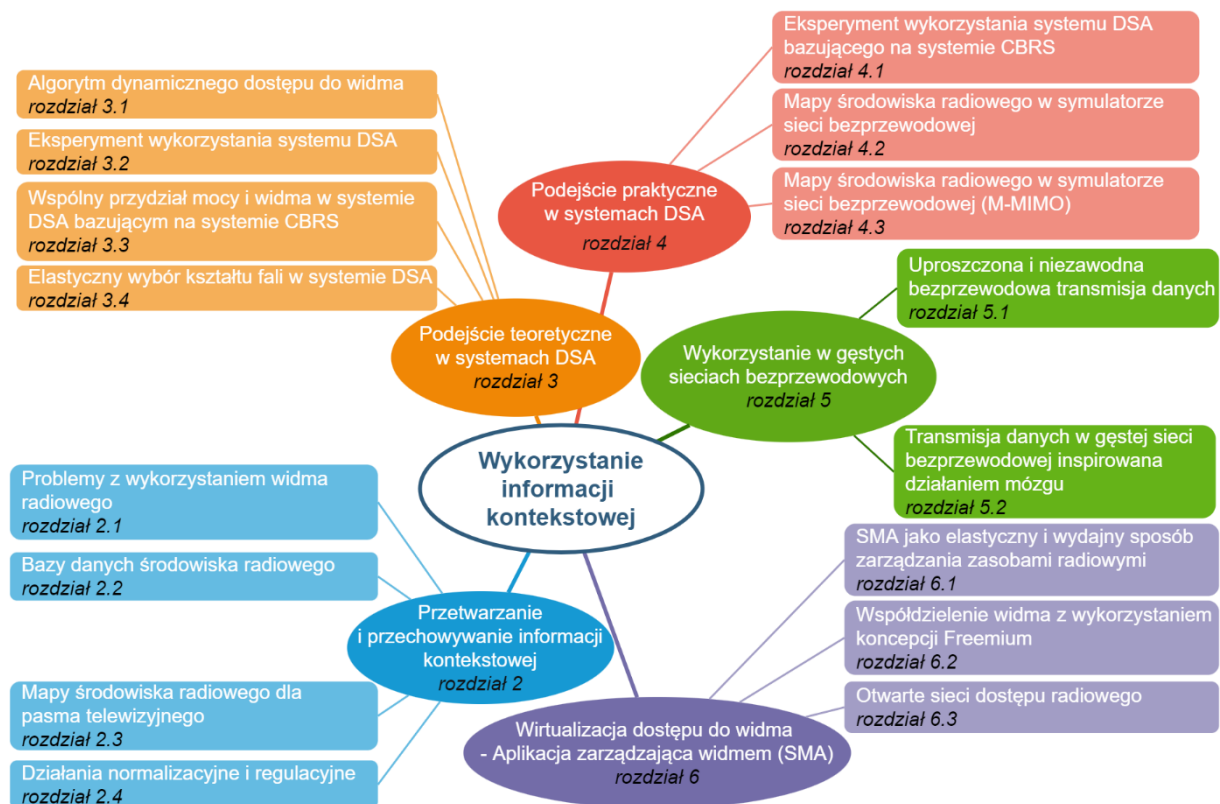 Algorytm dynamicznego dostępu do widma
rozdział 3.1
Eksperyment wykorzystania systemu DSA
rozdział 3.2
Wspólny przydział mocy i widma w systemie
DSA bazującym na systemie CBRS
rozdział 3.3
Elastyczny wybór kształtu fali w systemie DSA
rozdział 3.4
Podejście teoretyczne
w systemach DSA
rozdział 3
Eksperyment wykorzystania systemu DSA
bazującego na systemie CBRS
rozdział 4.1
Mapy środowiska radiowego w symulatorze
sieci bezprzewodowej
rozdział 4.2
Mapy środowiska radiowego w symulatorze
sieci bezprzewodowej (M-MIMO)
rozdział 4.3
Podejście praktyczne
w systemach DSA
rozdział 4
Uproszczona i niezawodna
bezprzewodowa transmisja danych
rozdział 5.1
Wykorzystanie w gęstych
sieciach bezprzewodowych
rozdział 5
Transmisja danych w gęstej sieci
bezprzewodowej inspirowana
działaniem mózgu
rozdział 5.2
Wykorzystanie
informacji
kontekstowej
Problemy z wykorzystaniem widma
radiowego
rozdział 2.1
Bazy danych środowiska radiowego
rozdział 2.2
Przetwarzanie
i przechowywanie informacji
kontekstowej
rozdział 2
Mapy środowiska radiowego dla
pasma telewizyjnego
rozdział 2.3
Działania normalizacyjne i regulacyjne
rozdział 2.4
SMA jako elastyczny i wydajny sposób
zarządzania zasobami radiowymi
rozdział 6.1
Współdzielenie widma z wykorzystaniem
koncepcji Freemium
rozdział 6.2
Otwarte sieci dostępu radiowego
rozdział 6.3
Wirtualizacja dostępu do widma
- Aplikacja zarządzająca widmem (SMA)
rozdział 6